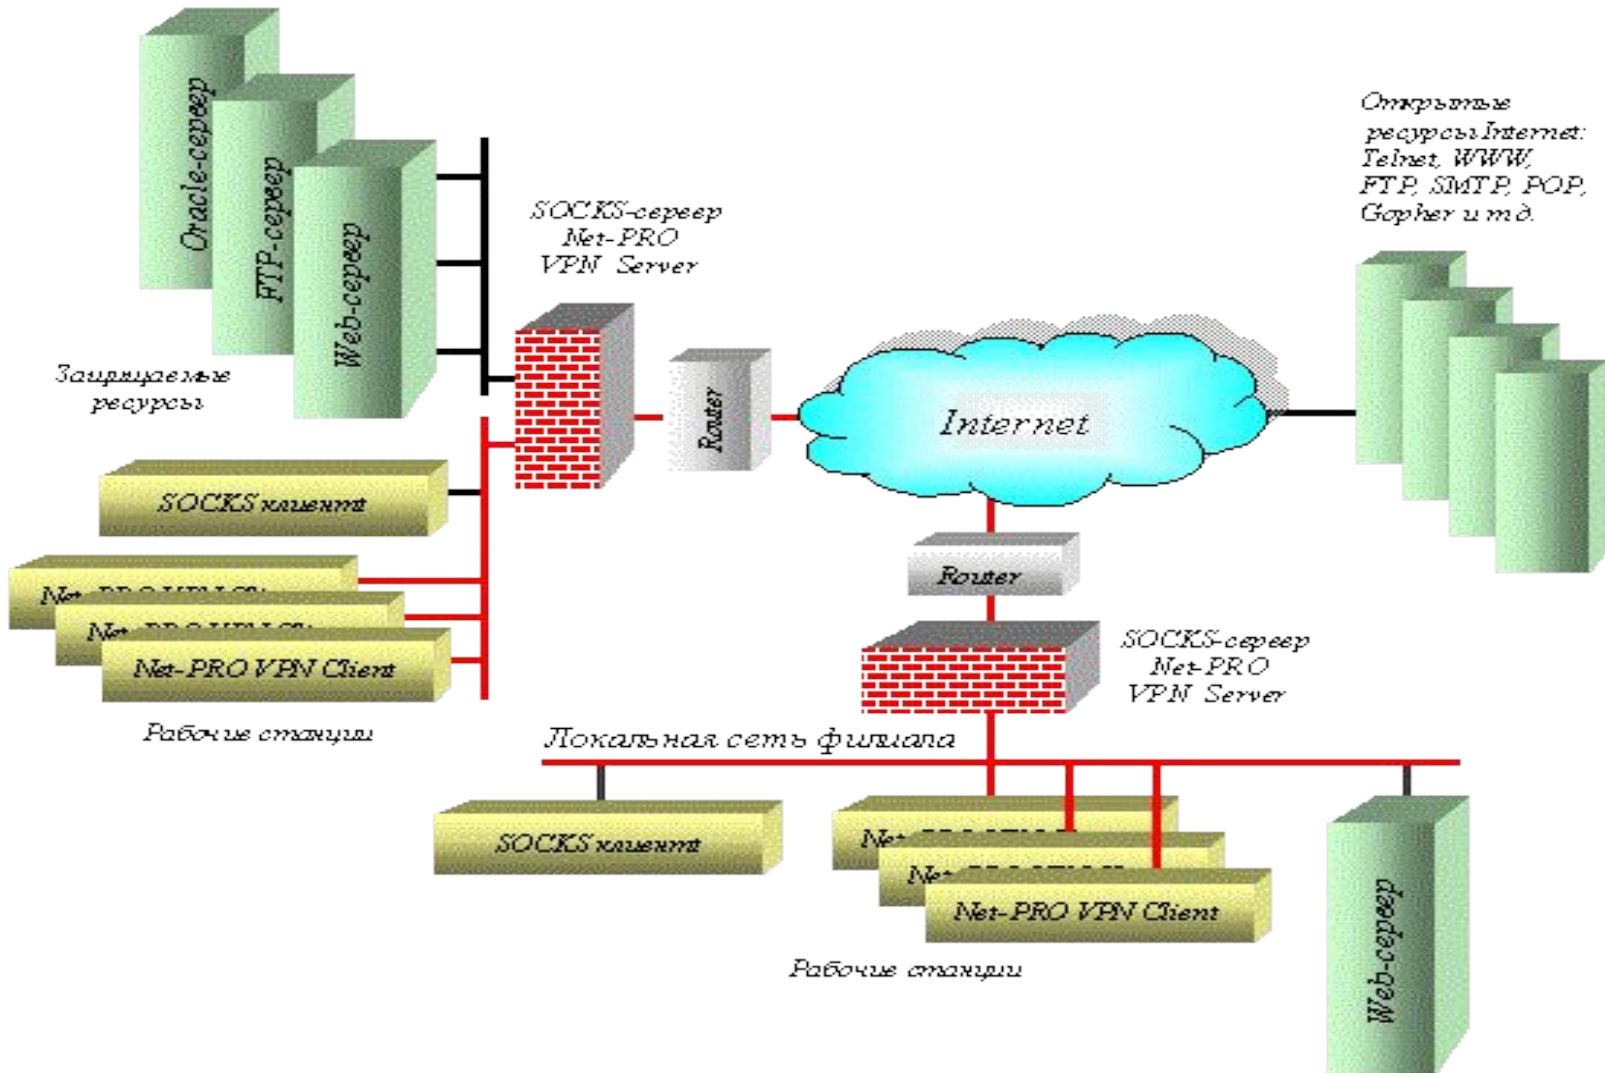 Oracle-сервер
FTP-сервер
Web-сервер
Защищаемые
ресурсы
SOCKS-сервер
Net-PRO
VPN Server
Router
Internet
Открытые
ресурсы Internet:
Telnet, WWW,
FTP, SMTP, POP,
Gopher и т.д.
SOCKS клиент
Net-PRO VPN Client
Рабочие станции
Router
SOCKS-сервер
Net-PRO
VPN Server
Локальная сеть филиала
SOCKS клиент
Net-PRO VPN Client
Рабочие станции
Web-сервер